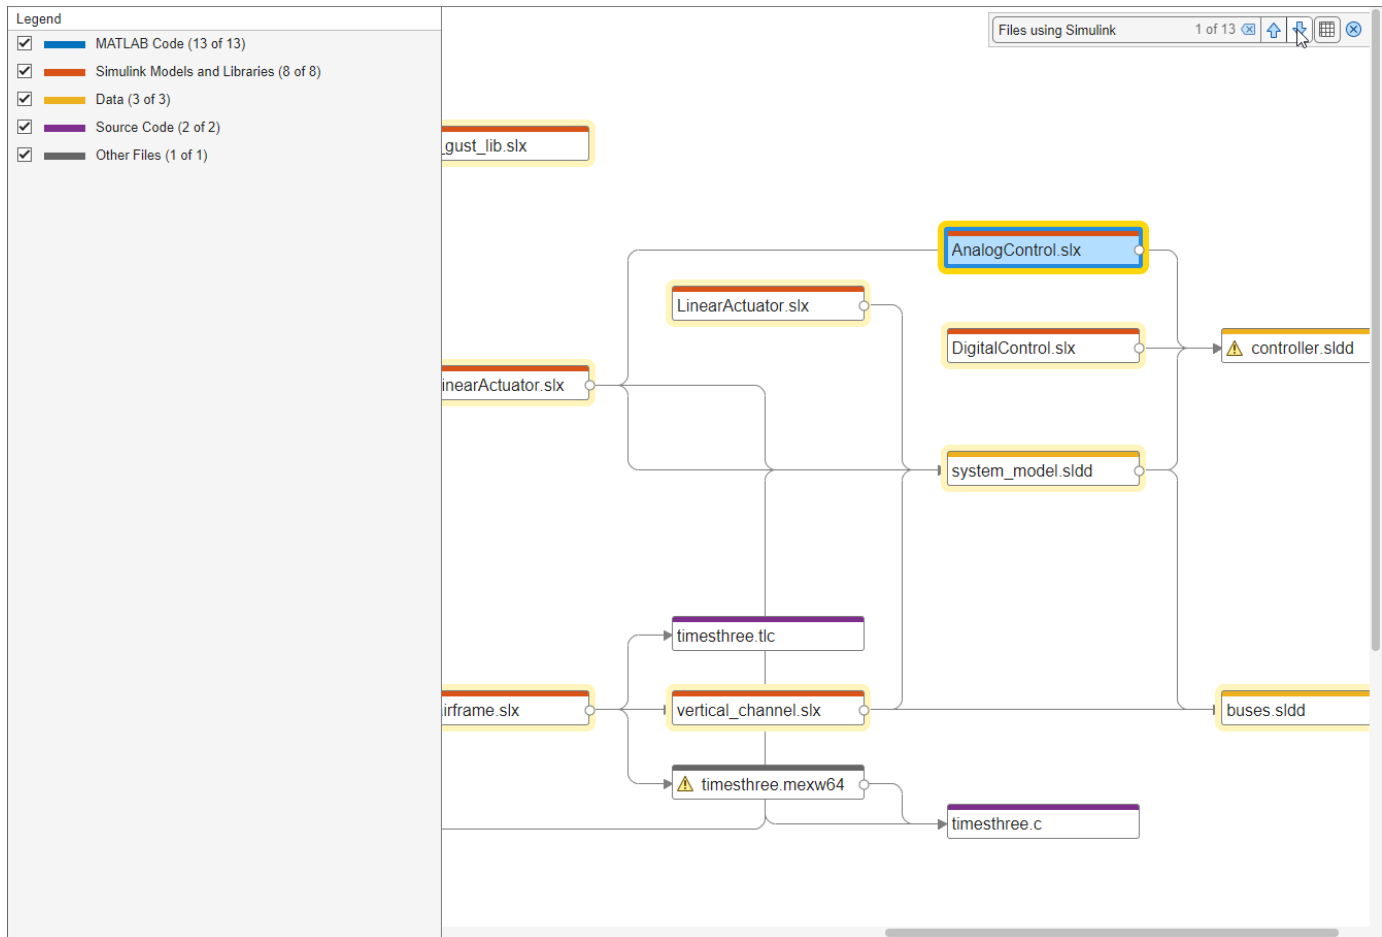 Legend
MATLAB Code (13 of 13)
Simulink Models and Libraries (8 of 8)
Data (3 of 3)
Source Code (2 of 2)
Other Files (1 of 1)
Files using Simulink 1 of 13
_gust_lib.slx
AnalogControl.slx
LinearActuator.slx
DigitalControl.slx
controller.sldd
inearActuator.slx
system_model.sldd
timesthree.tlc
irframe.slx
vertical_channel.slx
buses.sldd
timesthree.mexw64
timesthree.c